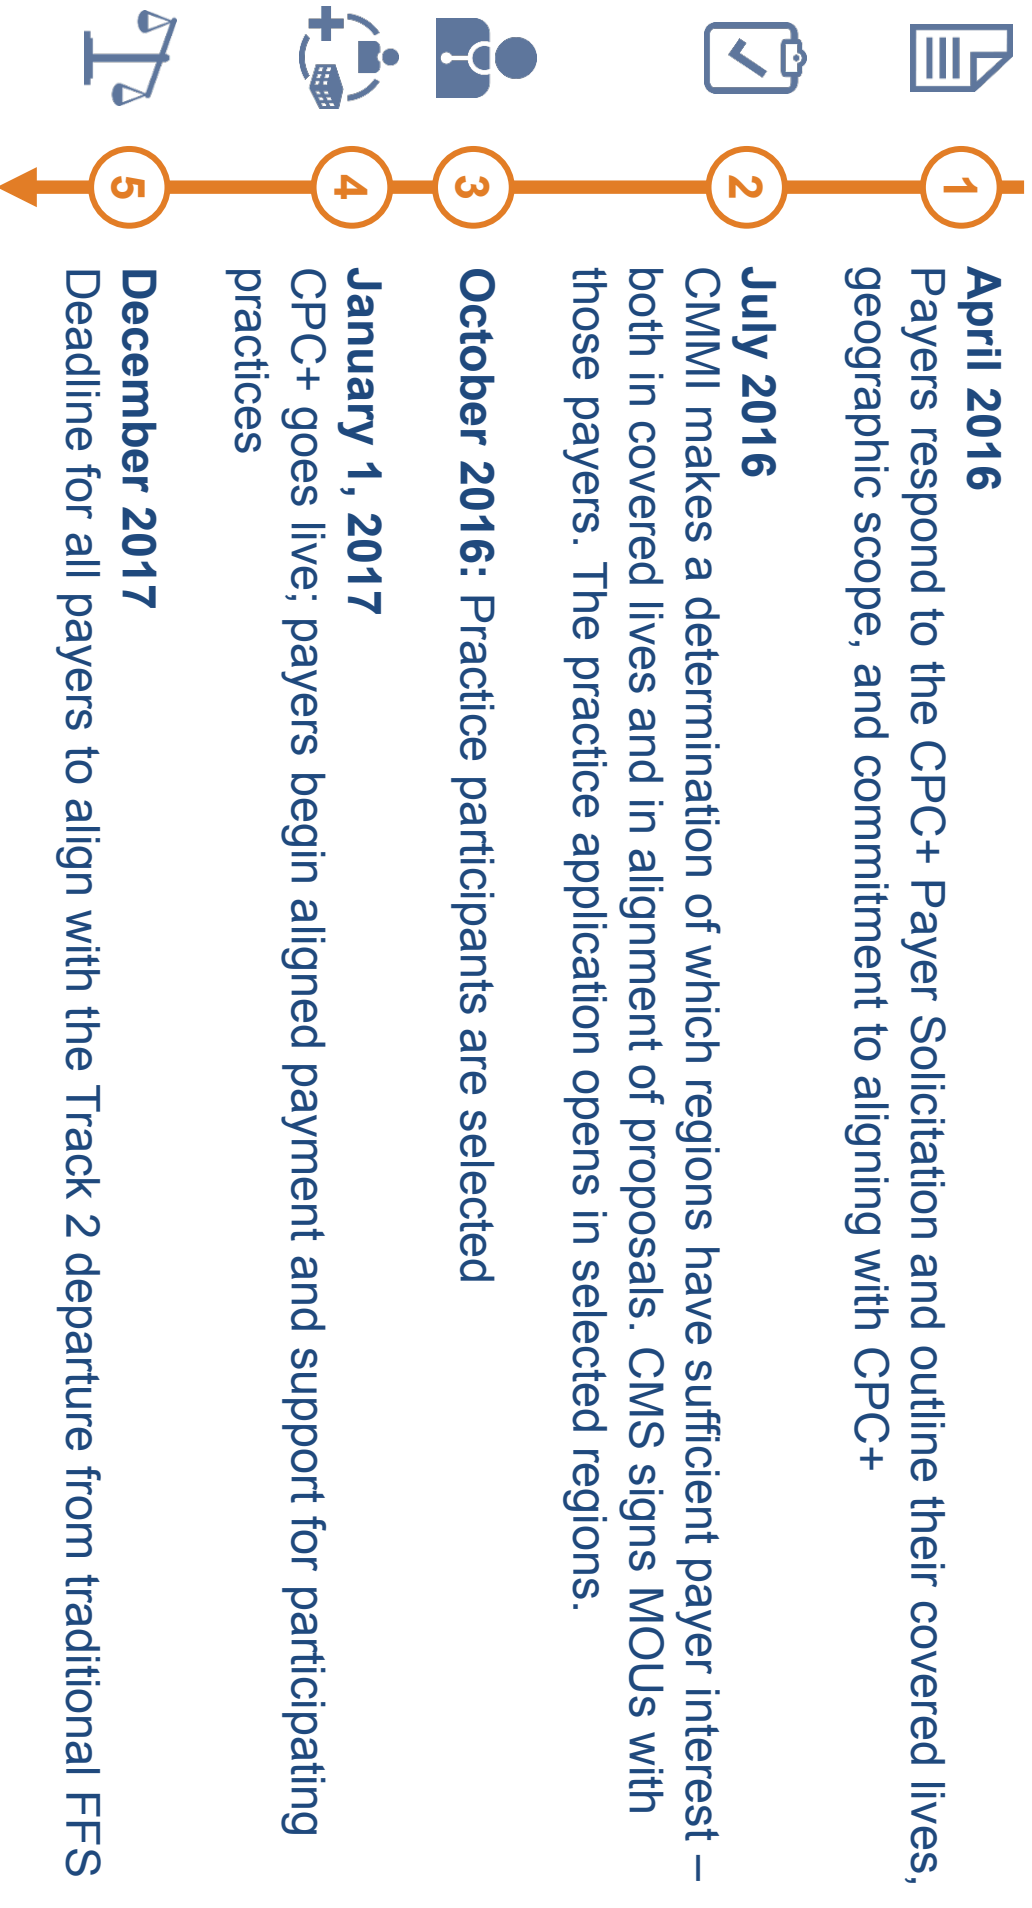 1
April 2016
Payers respond to the CPC+ Payer Solicitation and outline their covered lives,
geographic scope, and commitment to aligning with CPC+
2
July 2016
CMMI makes a determination of which regions have sufficient payer interest –
both in covered lives and in alignment of proposals. CMS signs MOUs with
those payers. The practice application opens in selected regions.
3
October 2016: Practice participants are selected
4
January 1, 2017
CPC+ goes live; payers begin aligned payment and support for participating
practices
5
December 2017
Deadline for all payers to align with the Track 2 departure from traditional FFS